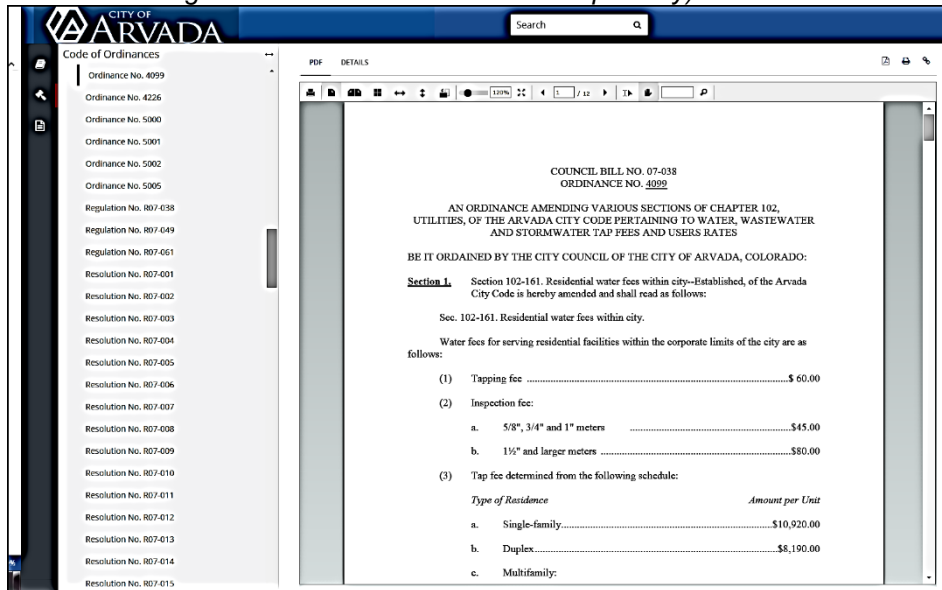 CITY OF
ARVADA
Search
Code of Ordinances
Ordinance No. 4099
Ordinance No. 4226
Ordinance No. 5000
Ordinance No. 5001
Ordinance No. 5002
Ordinance No. 5005
Regulation No. R07-038
Regulation No. R07-049
Regulation No. R07-061
Resolution No. R07-001
Resolution No. R07-002
Resolution No. R07-003
Resolution No. R07-004
Resolution No. R07-005
Resolution No. R07-006
Resolution No. R07-007
Resolution No. R07-008
Resolution No. R07-009
Resolution No. R07-010
Resolution No. R07-011
Resolution No. R07-012
Resolution No. R07-013
Resolution No. R07-014
Resolution No. R07-015
PDF DETAILS
120% 1 / 12
COUNCIL BILL NO. 07-038
ORDINANCE NO. 4099
AN ORDINANCE AMENDING VARIOUS SECTIONS OF CHAPTER 102,
UTILITIES, OF THE ARVADA CITY CODE PERTAINING TO WATER, WASTEWATER
AND STORMWATER TAP FEES AND USERS RATES
BE IT ORDAINED BY THE CITY COUNCIL OF THE CITY OF ARVADA, COLORADO:
Section 1. Section 102-161. Residential water fees within city--Established, of the Arvada
City Code is hereby amended and shall read as follows:
Sec. 102-161. Residential water fees within city.
Water fees for serving residential facilities within the corporate limits of the city are as
follows:
(1) Tapping fee ...............$ 60.00
(2) Inspection fee:
a. 5/8", 3/4" and 1" meters ...............$45.00
b. 1½" and larger meters ...............$80.00
(3) Tap fee determined from the following schedule:
Type of Residence Amount per Unit
a. Single-family...............$10,920.00
b. Duplex...............$8,190.00
c. Multifamily: